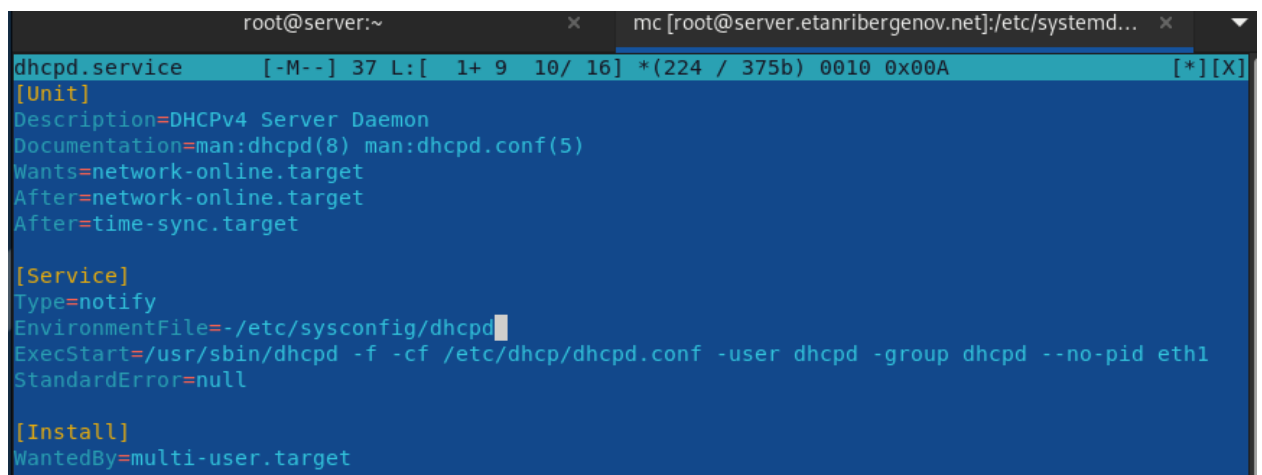 root@server:~ × mc [root@server.etanribergenov.net]:/etc/systemd... ×
dhcpd.service [-M--] 37 L:[ 1+ 9 10/ 16] *(224 / 375b) 0010 0x00A [*][X]
[Unit]
Description=DHCPv4 Server Daemon
Documentation=man:dhcpd(8) man:dhcpd.conf(5)
Wants=network-online.target
After=network-online.target
After=time-sync.target
[Service]
Type=notify
EnvironmentFile=-/etc/sysconfig/dhcpd
ExecStart=/usr/sbin/dhcpd -f -cf /etc/dhcp/dhcpd.conf -user dhcpd -group dhcpd --no-pid eth1
StandardError=null
[Install]
WantedBy=multi-user.target